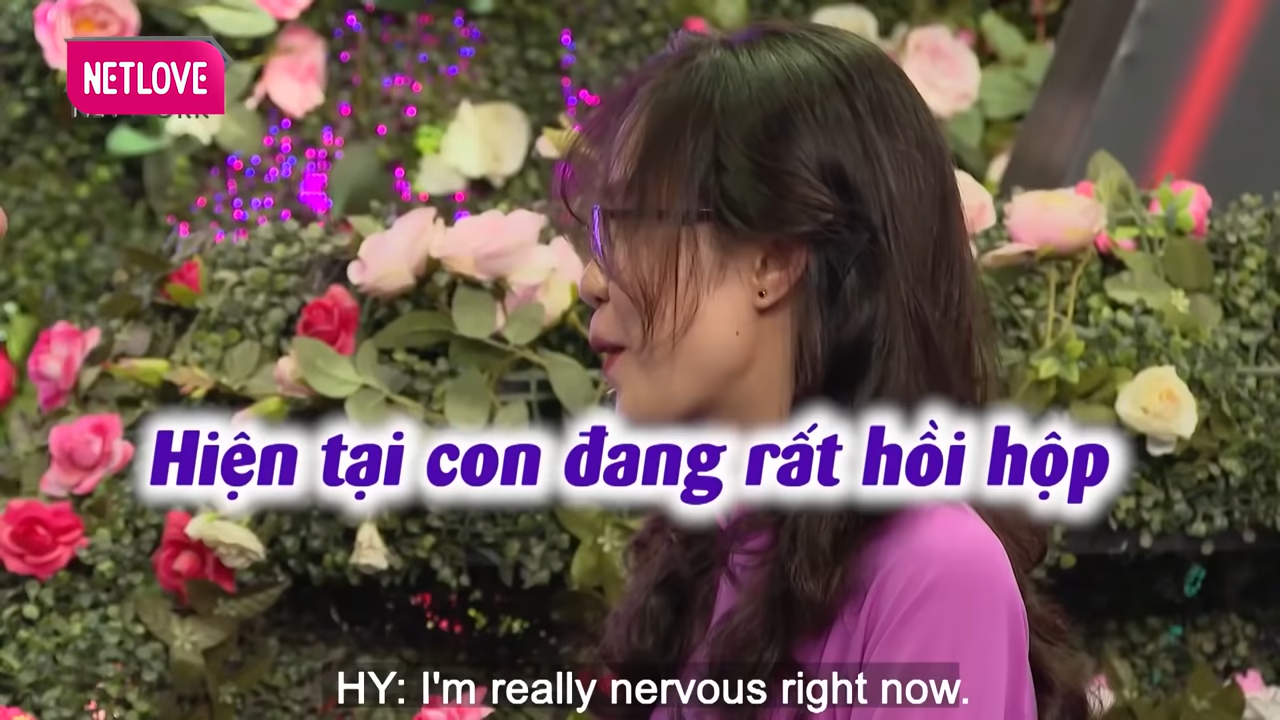 NETLOVE
Hiện tại con đang rất hồi hộp
HY: I'm really nervous right now.